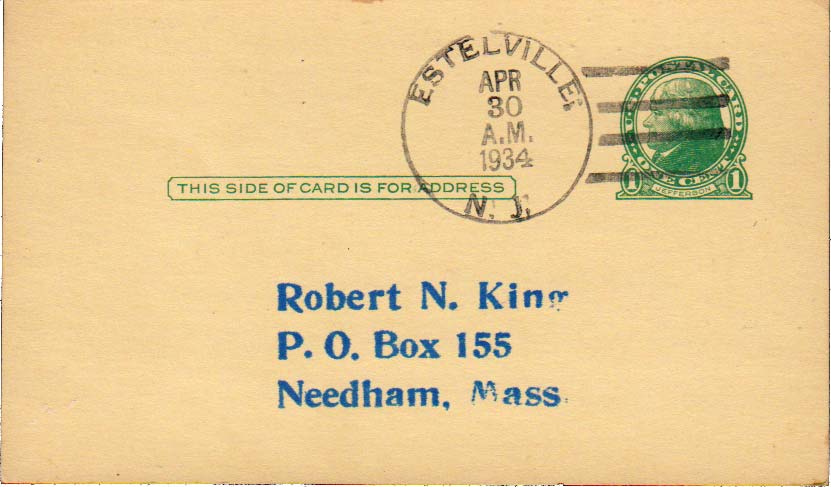 ESTELVILLE,
APR
30
A.M.
1934
N. J.
U.S. POSTAL CARD
ONE CENT
1 JEFFERSON 1
THIS SIDE OF CARD IS FOR ADDRESS
Robert N. King
P. O. Box 155
Needham, Mass.